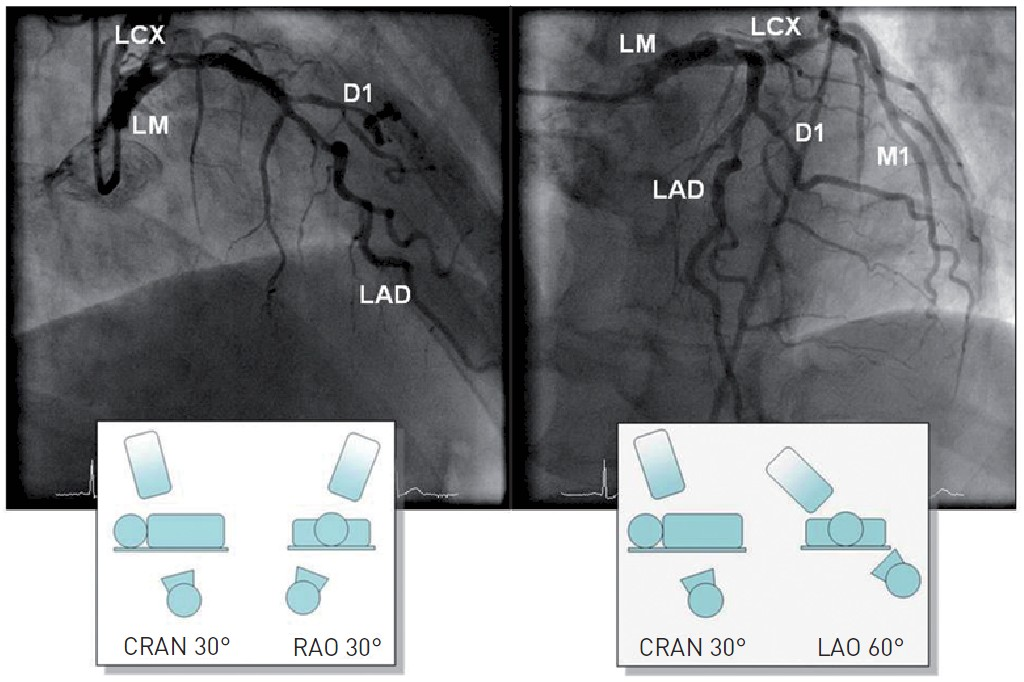 LCX
LM
D1
LAD
LM
LCX
D1
M1
LAD
CRAN 30°
RAO 30°
CRAN 30°
LAO 60°